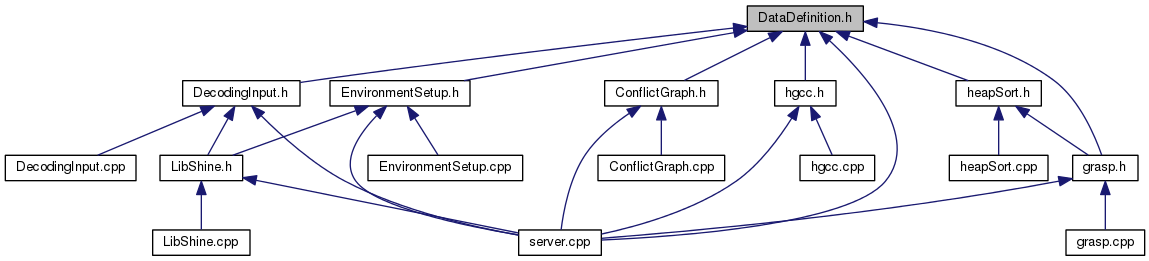 DataDefinition.h
DecodingInput.h
EnvironmentSetup.h
ConflictGraph.h
hgcc.h
heapSort.h
DecodingInput.cpp
LibShine.h
EnvironmentSetup.cpp
ConflictGraph.cpp
hgcc.cpp
heapSort.cpp
grasp.h
LibShine.cpp
server.cpp
grasp.cpp